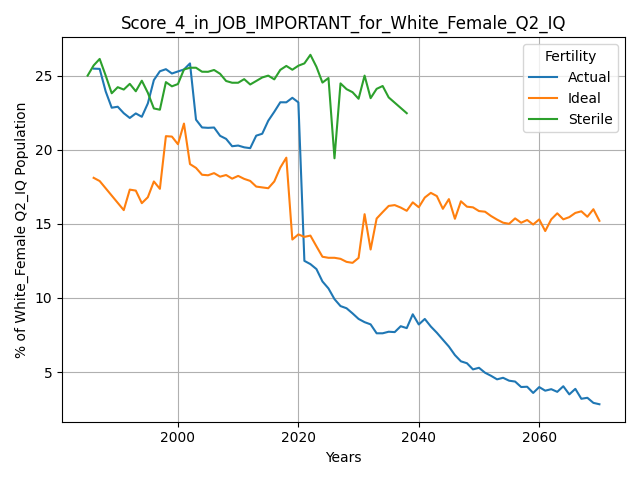 Score_4_in_JOB_IMPORTANT_for_White_Female_Q2_IQ
Fertility
Actual
Ideal
Sterile
% of White_Female Q2_IQ Population
25
20
15
10
5
2000 2020 2040 2060
Years